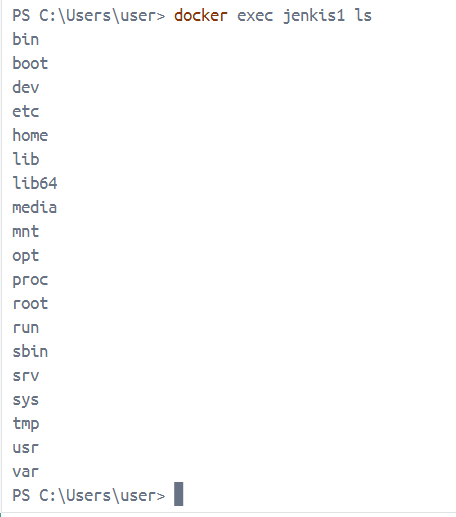 PS C:\Users\user> docker exec jenkis1 ls
bin
boot
dev
etc
home
lib
lib64
media
mnt
opt
proc
root
run
sbin
srv
sys
tmp
usr
var
PS C:\Users\user>